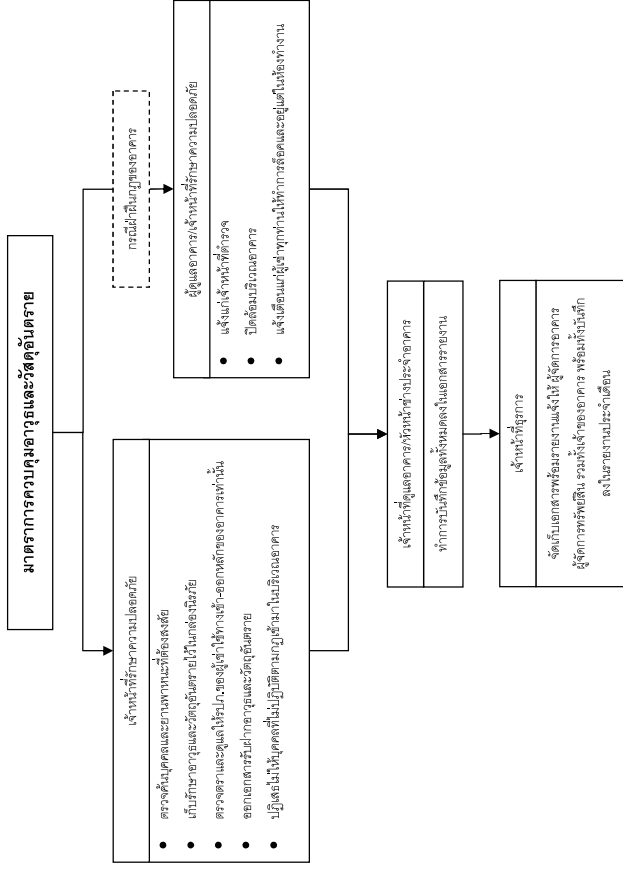 มาตราการควบคุมอาวุธและวัสดุอันตราย
เจ้าหน้าที่รักษาความปลอดภัย
● ตรวจค้นบุคคลและยานพาหนะที่ต้องสงสัย
● เก็บรักษาอาวุธและวัตถุอันตรายไว้ในกล่องนิรภัย
● ตรวจตราและดูแลให้รปภ.ของผู้เช่าใช้ทางเข้า-ออกหลักของอาคารเท่านั้น
● ออกเอกสารรับฝากอาวุธและวัตถุอันตราย
● ปฏิเสธไม่ให้บุคคลที่ไม่ปฏิบัติตามกฎเข้ามาในบริเวณอาคาร
กรณีฝ่าฝืนกฎของอาคาร
ผู้ดูแลอาคาร/เจ้าหน้าที่รักษาความปลอดภัย
● แจ้งแก่เจ้าหน้าที่ตำรวจ
● ปิดล้อมบริเวณอาคาร
● แจ้งเตือนแก่ผู้เช่าทุกท่านให้ทำการล็อคและอยู่แต่ในห้องทำงาน
เจ้าหน้าที่ดูแลอาคาร/หัวหน้าช่างประจำอาคาร
ทำการบันทึกข้อมูลทั้งหมดลงในเอกสารรายงาน
เจ้าหน้าที่ธุรการ
จัดเก็บเอกสารพร้อมรายงานแจ้งให้ ผู้จัดการอาคาร
ผู้จัดการทรัพย์สิน รวมทั้งเจ้าของอาคาร พร้อมทั้งบันทึก
ลงในรายงานประจำเดือน